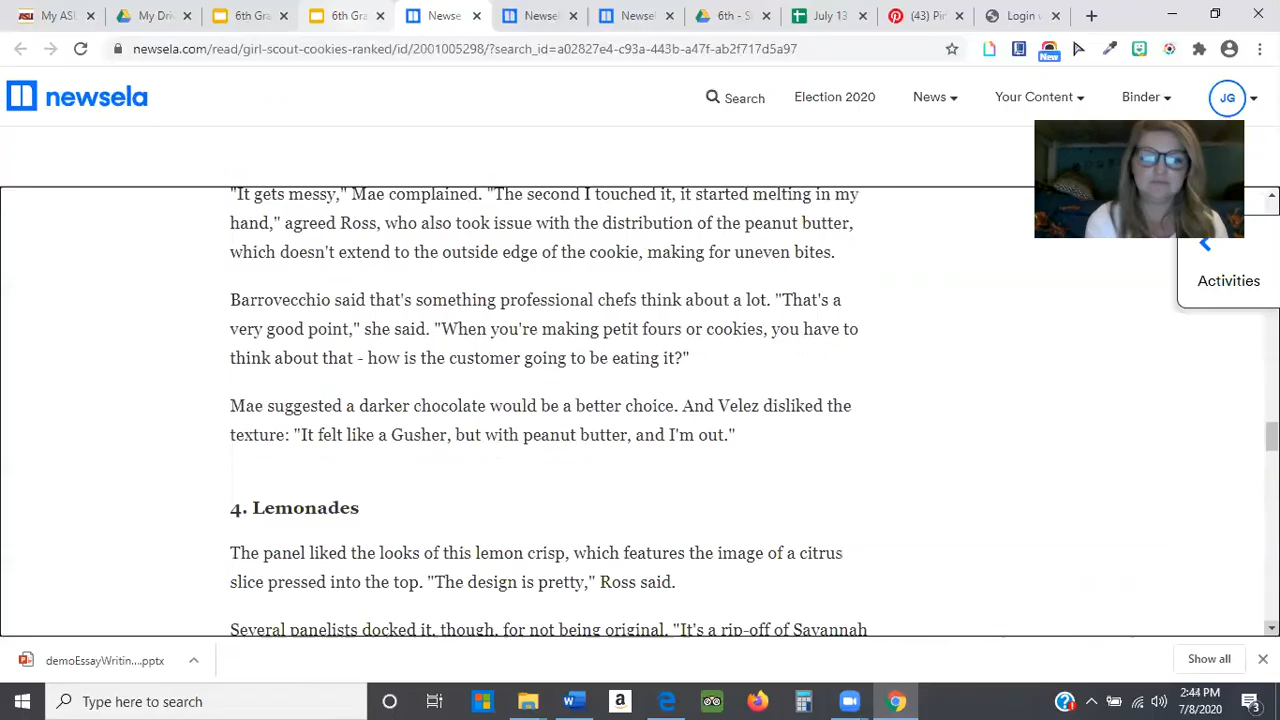 My AS
My Dri
6th Gra
6th Gra
Newse
Newsel
Newsel
6th - S
July 13
(43) Pi
Login
newsela.com/read/girl-scout-cookies-ranked/id/2001005298/?search_id=a02827e4-c93a-443b-a47f-ab2f717d5a97
New
newsela
Search
Election 2020
News
Your Content
Binder
JG
"It gets messy," Mae complained. "The second I touched it, it started melting in my
hand," agreed Ross, who also took issue with the distribution of the peanut butter,
which doesn't extend to the outside edge of the cookie, making for uneven bites.
Activities
Barrovecchio said that's something professional chefs think about a lot. "That's a
very good point," she said. "When you're making petit fours or cookies, you have to
think about that - how is the customer going to be eating it?"
Mae suggested a darker chocolate would be a better choice. And Velez disliked the
texture: "It felt like a Gusher, but with peanut butter, and I'm out."
4. Lemonades
The panel liked the looks of this lemon crisp, which features the image of a citrus
slice pressed into the top. "The design is pretty," Ross said.
Several panelists docked it, though, for not being original. "It's a rip-off of Savannah
demoEssayWritin....pptx
Show all
Type here to search
2:44 PM
7/8/2020
3